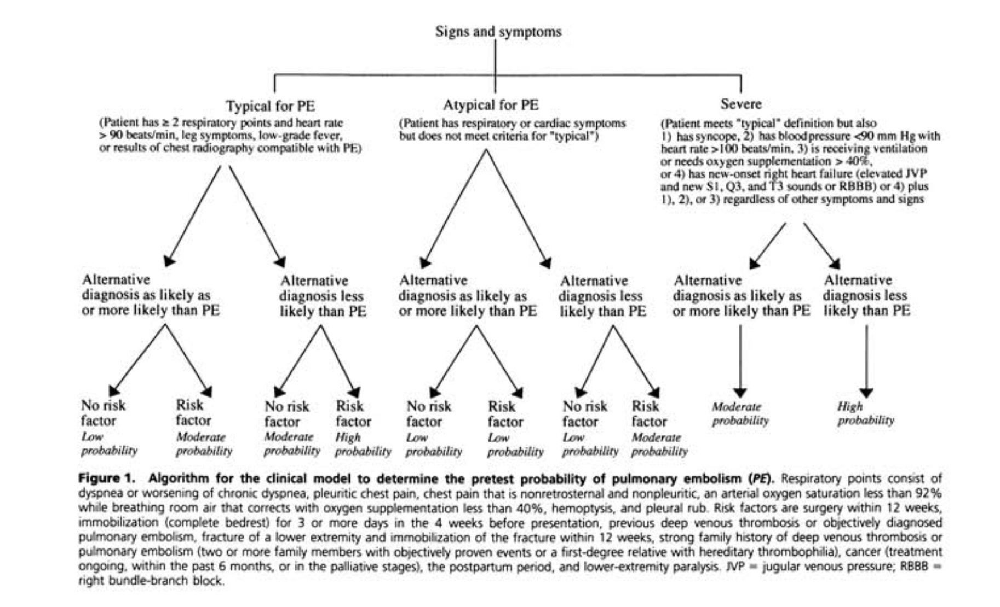 Signs and symptoms
Typical for PE
(Patient has ≥ 2 respiratory points and heart rate
> 90 beats/min, leg symptoms, low-grade fever,
or results of chest radiography compatible with PE)
Atypical for PE
(Patient has respiratory or cardiac symptoms
but does not meet criteria for "typical")
Severe
(Patient meets "typical" definition but also
1) has syncope, 2) has blood pressure <90 mm Hg with
heart rate >100 beats/min, 3) is receiving ventilation
or needs oxygen supplementation > 40%,
or 4) has new-onset right heart failure (elevated JVP
and new S1, Q3, and T3 sounds or RBBB) or 4) plus
1), 2), or 3) regardless of other symptoms and signs
Alternative
diagnosis as likely as
or more likely than PE
Alternative
diagnosis less
likely than PE
Alternative
diagnosis as likely as
or more likely than PE
Alternative
diagnosis less
likely than PE
Alternative
diagnosis as likely as
or more likely than PE
Alternative
diagnosis less
likely than PE
No risk
factor
Low
probability
Risk
factor
Moderate
probability
No risk
factor
Moderate
probability
Risk
factor
High
probability
No risk
factor
Low
probability
Risk
factor
Low
probability
No risk
factor
Low
probability
Risk
factor
Moderate
probability
Moderate
probability
High
probability
Figure 1. Algorithm for the clinical model to determine the pretest probability of pulmonary embolism (PE). Respiratory points consist of
dyspnea or worsening of chronic dyspnea, pleuritic chest pain, chest pain that is nonretrosternal and nonpleuritic, an arterial oxygen saturation less than 92%
while breathing room air that corrects with oxygen supplementation less than 40%, hemoptysis, and pleural rub. Risk factors are surgery within 12 weeks,
immobilization (complete bedrest) for 3 or more days in the 4 weeks before presentation, previous deep venous thrombosis or objectively diagnosed
pulmonary embolism, fracture of a lower extremity and immobilization of the fracture within 12 weeks, strong family history of deep venous thrombosis or
pulmonary embolism (two or more family members with objectively proven events or a first-degree relative with hereditary thrombophilia), cancer (treatment
ongoing, within the past 6 months, or in the palliative stages), the postpartum period, and lower-extremity paralysis. JVP = jugular venous pressure; RBBB =
right bundle-branch block.